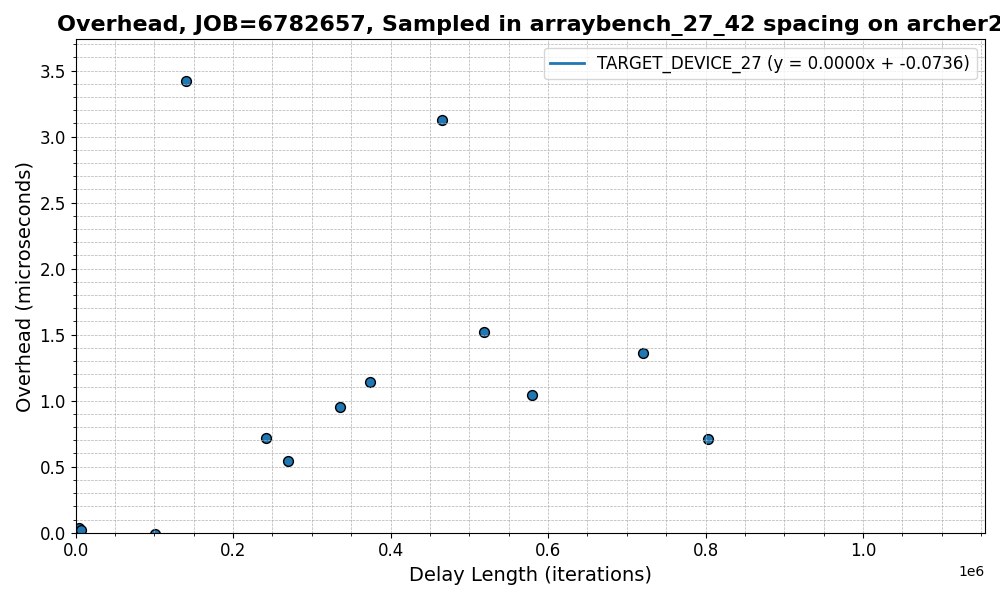 Overhead, JOB=6782657, Sampled in arraybench_27_42 spacing on archer2
TARGET_DEVICE_27 (y = 0.0000x + -0.0736)
Overhead (microseconds)
3.5
3.0
2.5
2.0
1.5
1.0
0.5
0.0
0.0 0.2 0.4 0.6 0.8 1.0
1e6
Delay Length (iterations)